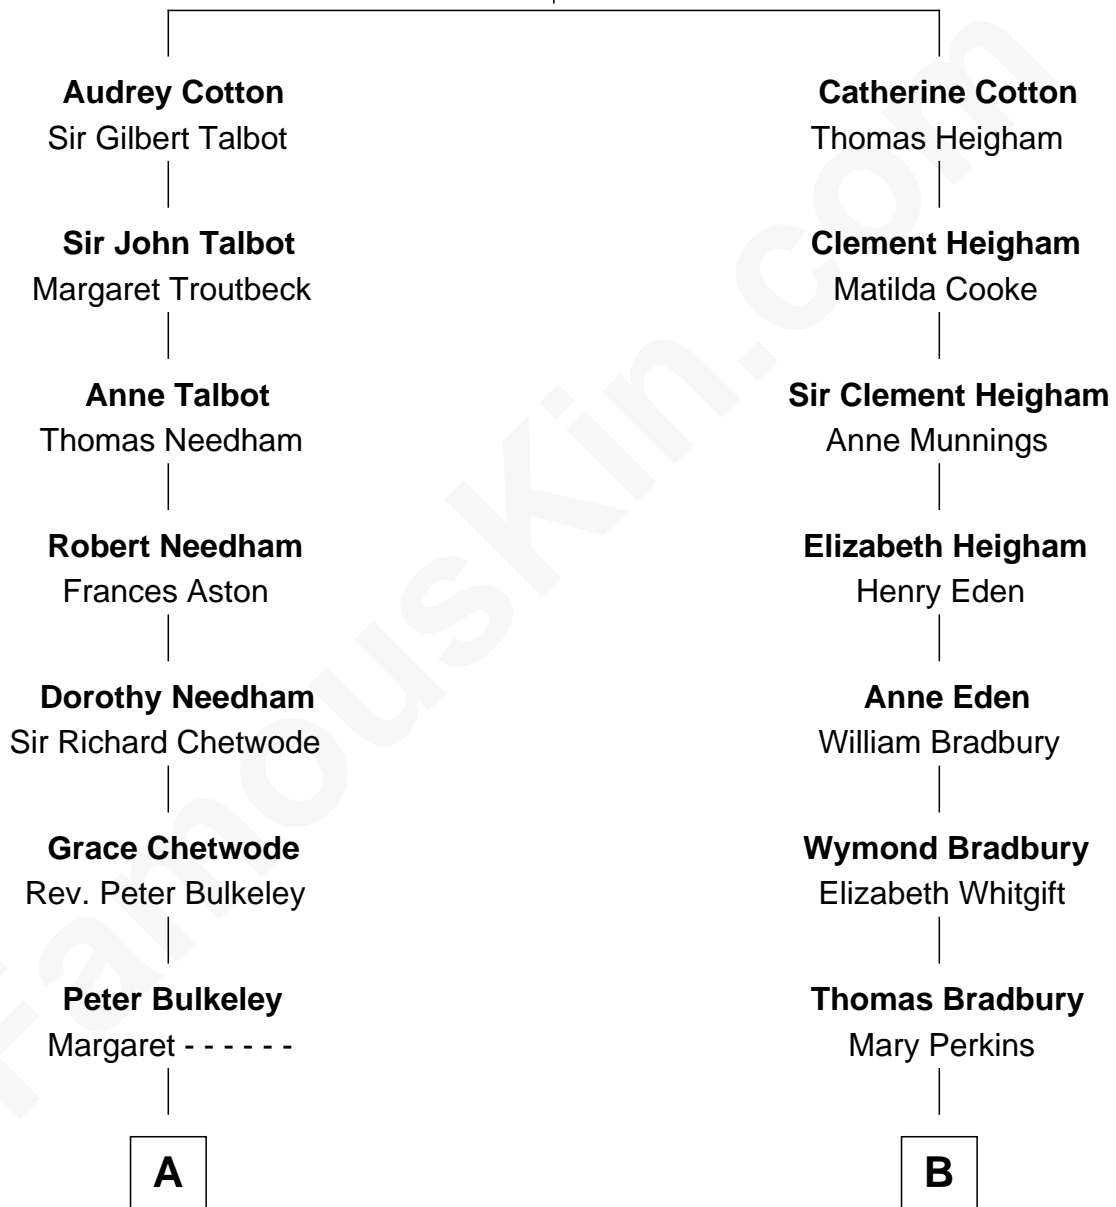 Audrey Cotton
Sir Gilbert Talbot
Sir John Talbot
Margaret Troutbeck
Anne Talbot
Thomas Needham
Robert Needham
Frances Aston
Dorothy Needham
Sir Richard Chetwode
Grace Chetwode
Rev. Peter Bulkeley
Peter Bulkeley
Margaret - - - - - -
A
Catherine Cotton
Thomas Heigham
Clement Heigham
Matilda Cooke
Sir Clement Heigham
Anne Munnings
Elizabeth Heigham
Henry Eden
Anne Eden
William Bradbury
Wymond Bradbury
Elizabeth Whitgift
Thomas Bradbury
Mary Perkins
B
FamousKin.com